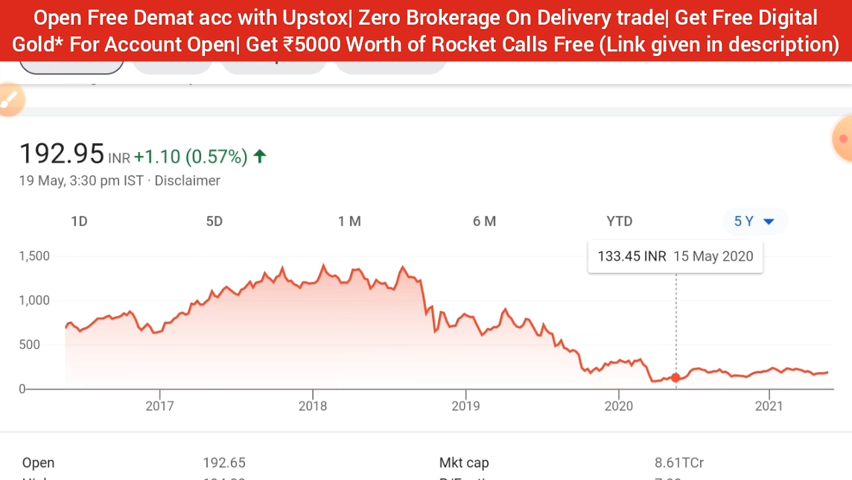 Open Free Demat acc with Upstox| Zero Brokerage On Delivery trade| Get Free Digital
Gold* For Account Open| Get ₹5000 Worth of Rocket Calls Free (Link given in description)
192.95 INR +1.10 (0.57%) ↑
19 May, 3:30 pm IST · Disclaimer
1D 5D 1 M 6 M YTD 5 Y
133.45 INR 15 May 2020
1,500
1,000
500
0
2017 2018 2019 2020 2021
Open 192.65 Mkt cap 8.61TCr